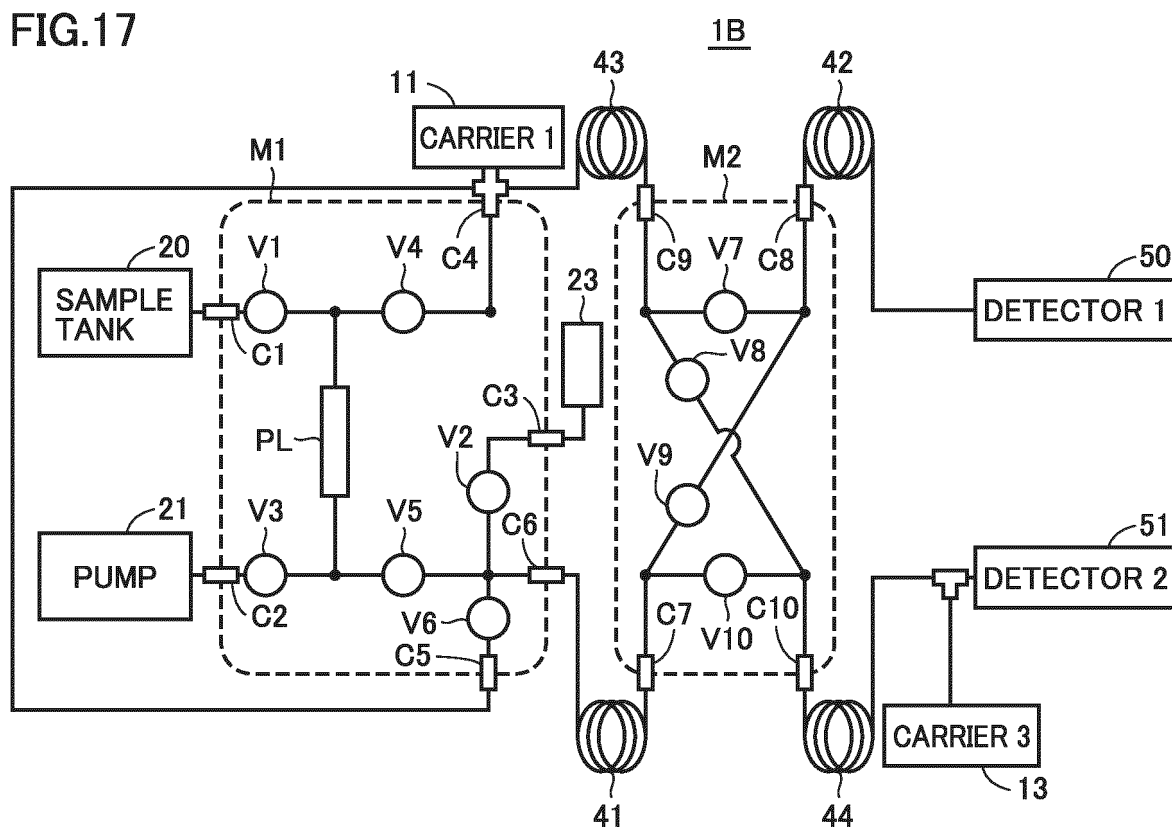 FIG.17
1B
43
42
11
CARRIER 1
M1
M2
C4
C9
C8
20
V1
V4
V7
50
SAMPLE
TANK
23
DETECTOR 1
C1
V8
C3
PL
V2
V9
21
V3
V5
C6
51
PUMP
DETECTOR 2
C2
V6
C7
V10
C10
C5
CARRIER 3
41
44
13